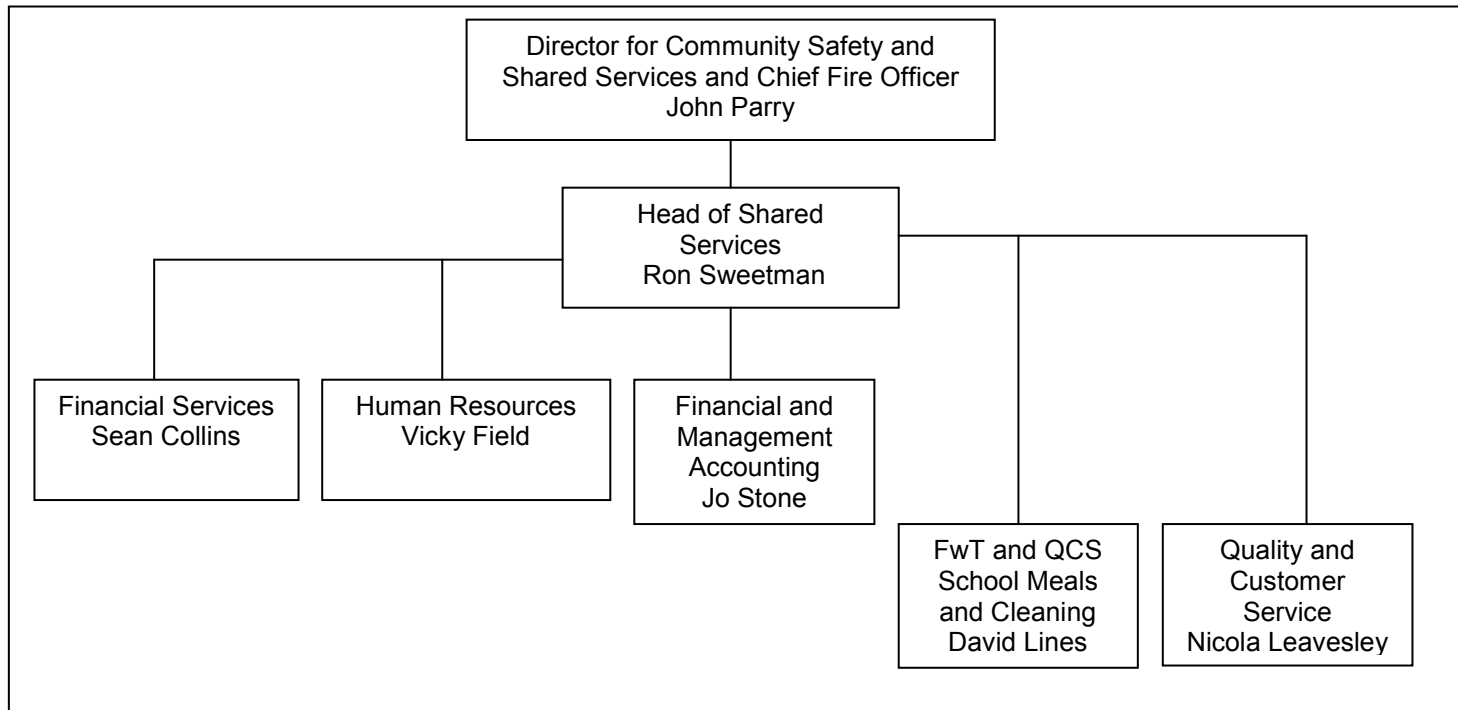 Director for Community Safety and
Shared Services and Chief Fire Officer
John Parry
Head of Shared
Services
Ron Sweetman
Financial Services
Sean Collins
Human Resources
Vicky Field
Financial and
Management
Accounting
Jo Stone
FwT and QCS
School Meals
and Cleaning
David Lines
Quality and
Customer
Service
Nicola Leavesley